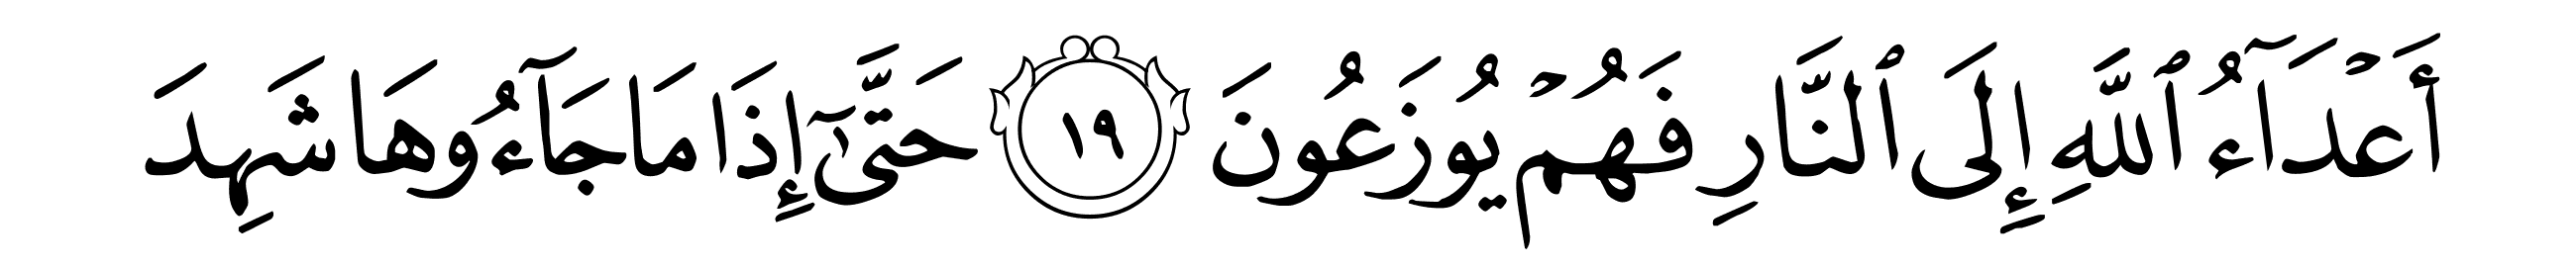 أَعۡدَآءُ ٱللَّهِ إِلَى ٱلنَّارِ فَهُمۡ يُوزَعُونَ ١٩ حَتَّىٰٓ إِذَا مَا جَآءُوهَا شَهِدَ